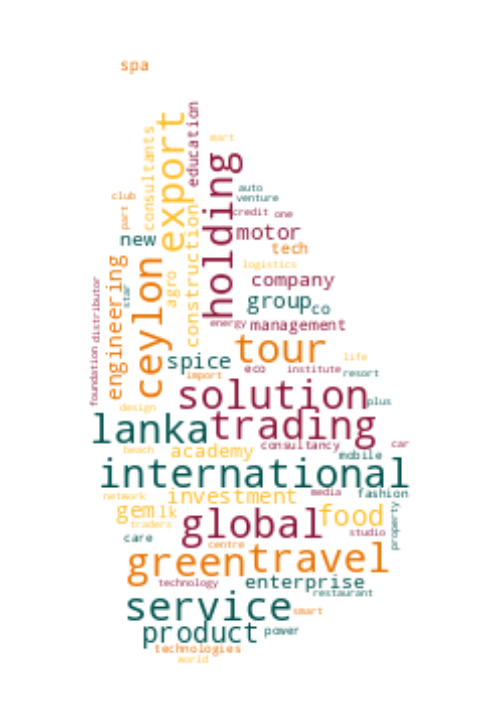 spa
education
mart
export
consultants
holding
auto
venture
club
credit
one
part
new
motor
tech
construction
logistics
engineering
ceylon
agro
company
star
group
co
distributor
energy
management
tour
spice
life
eco
institute
resort
import
foundation
solution
plus
design
lanka
trading
car
consultancy
beach
academy
mobile
international
network
investment
media
fashion
gem
lk
food
property
traders
global
studio
care
centre
green
travel
technology
enterprise
restaurant
service
smart
product
power
technologies
world